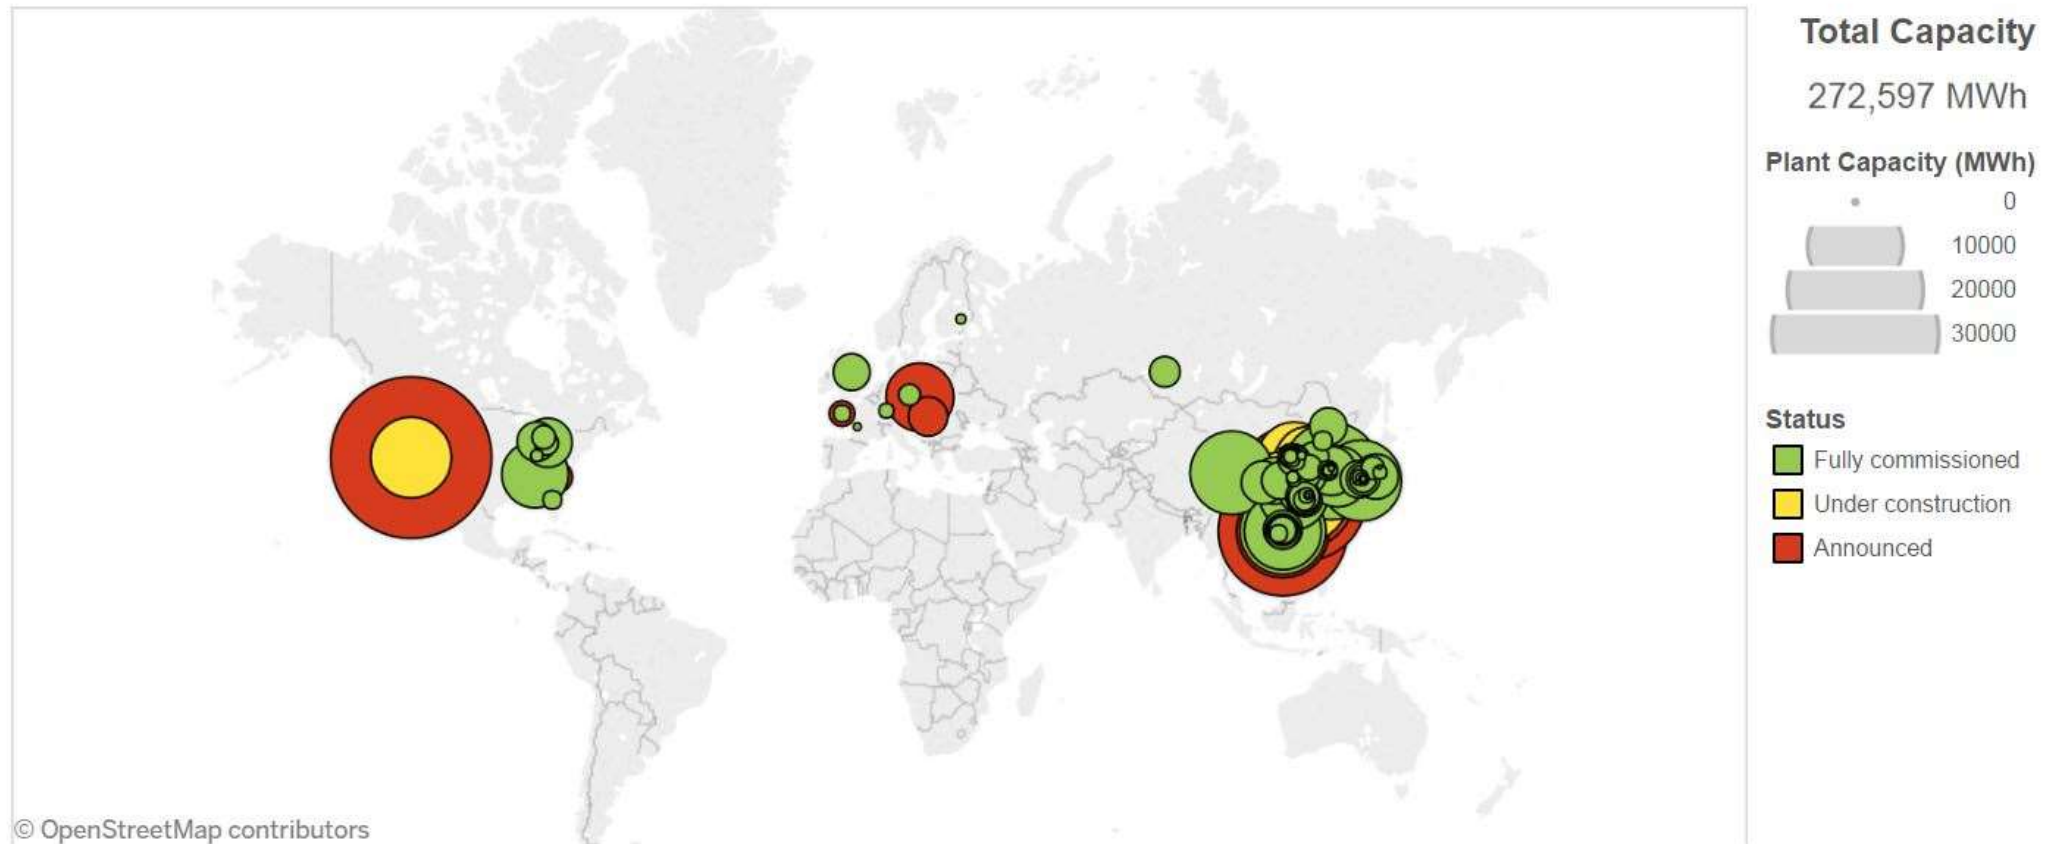 Total Capacity
272,597 MWh
Plant Capacity (MWh)
0
10000
20000
30000
Status
Fully commissioned
Under construction
Announced
© OpenStreetMap contributors